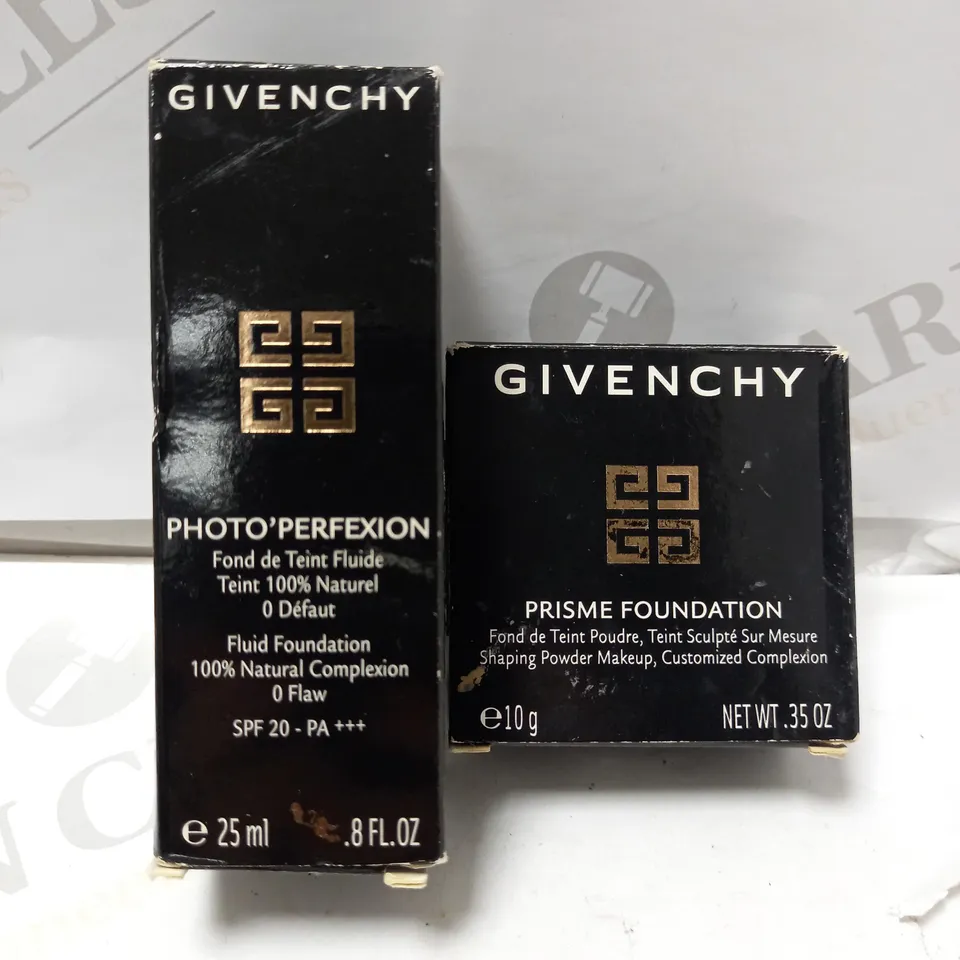 GIVENCHY
PHOTO'PERFEXION
Fond de Teint Fluide
Teint 100% Naturel
0 Défaut
Fluid Foundation
100% Natural Complexion
0 Flaw
SPF 20 - PA +++
e 25 ml .8 FL.OZ
GIVENCHY
PRISME FOUNDATION
Fond de Teint Poudre, Teint Sculpté Sur Mesure
Shaping Powder Makeup, Customized Complexion
e 10 g NET WT .35 OZ